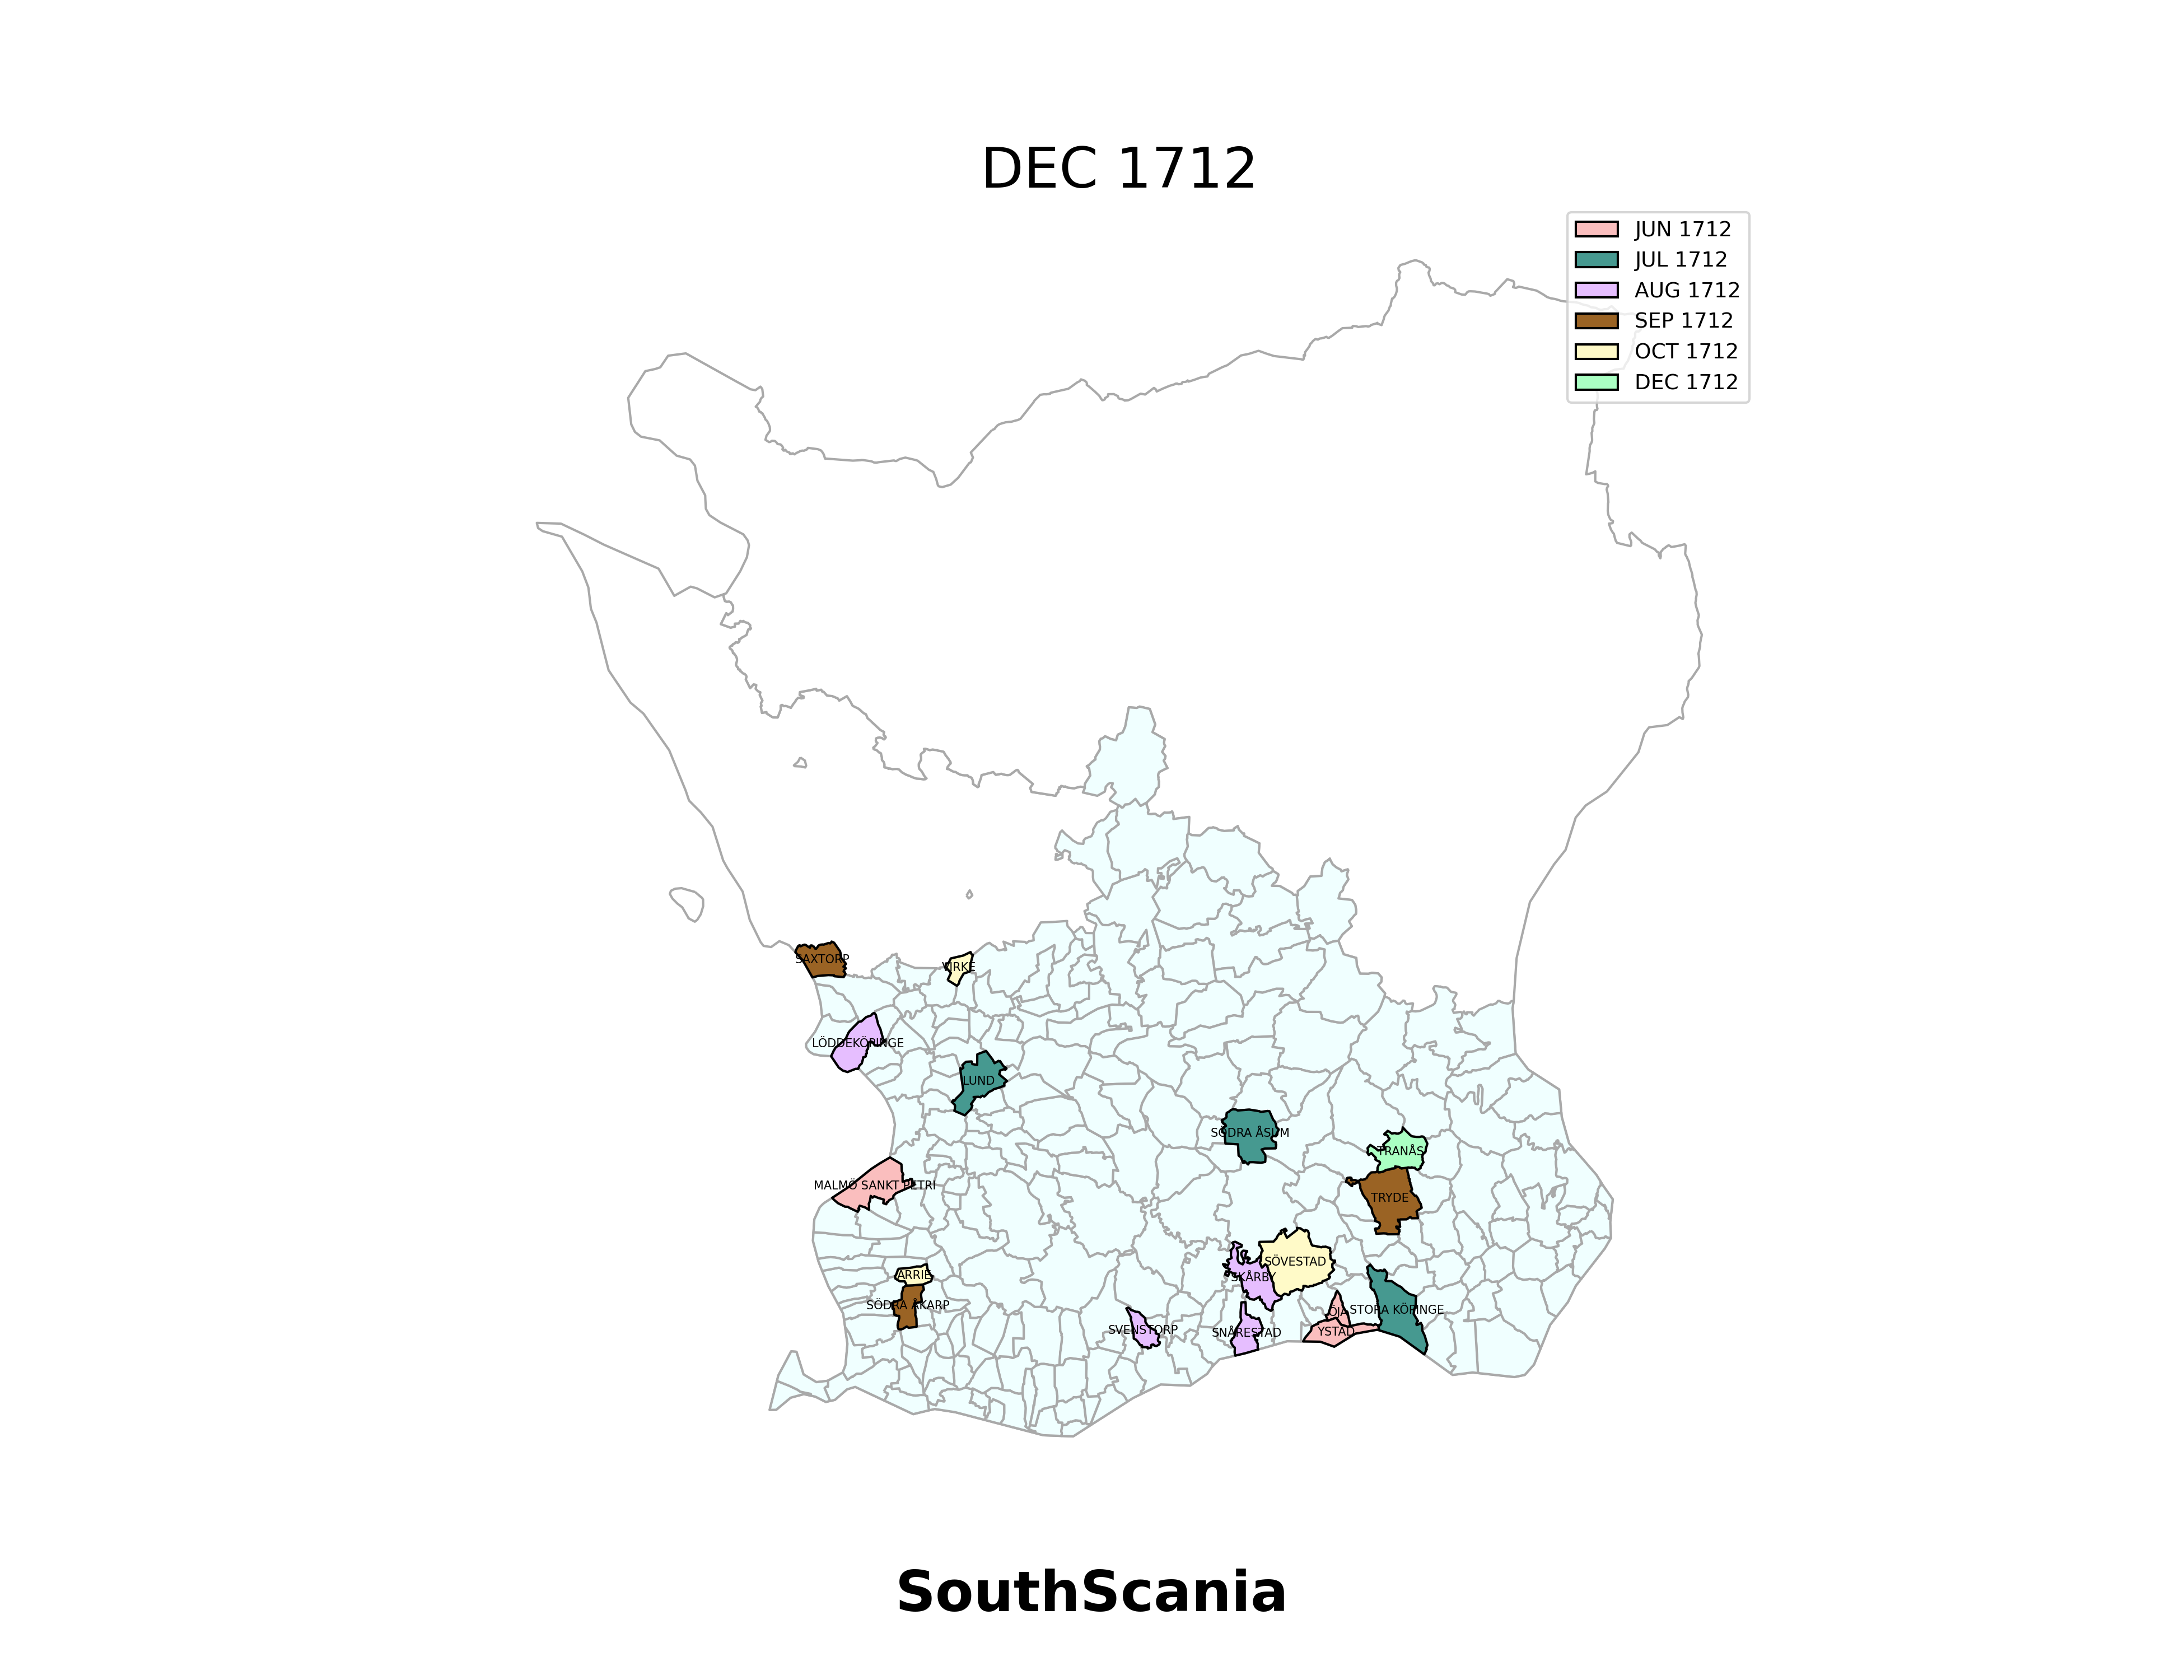 DEC 1712
JUN 1712
JUL 1712
AUG 1712
SEP 1712
OCT 1712
DEC 1712
SAXTORP
VIRKE
LÖDDEKÖPINGE
LUND
SÖDRA ÅSUM
TRANÅS
MALMÖ SANKT PETRI
TRYDE
SÖVESTAD
ARRIE
SKÅRBY
SÖDRA ÅKARP
ÖJA
STORA KÖPINGE
SVENSTORP
SNÅRESTAD
YSTAD
SouthScania